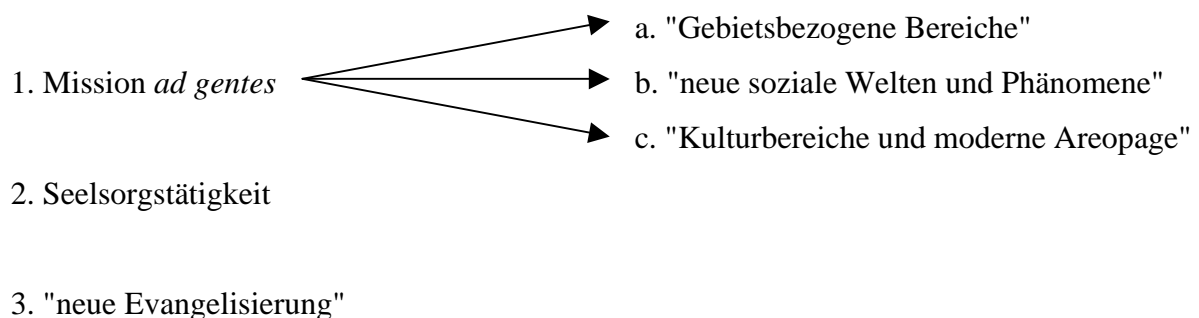 a. "Gebietsbezogene Bereiche"
1. Mission ad gentes
b. "neue soziale Welten und Phänomene"
c. "Kulturbereiche und moderne Areopage"
2. Seelsorgstätigkeit
3. "neue Evangelisierung"